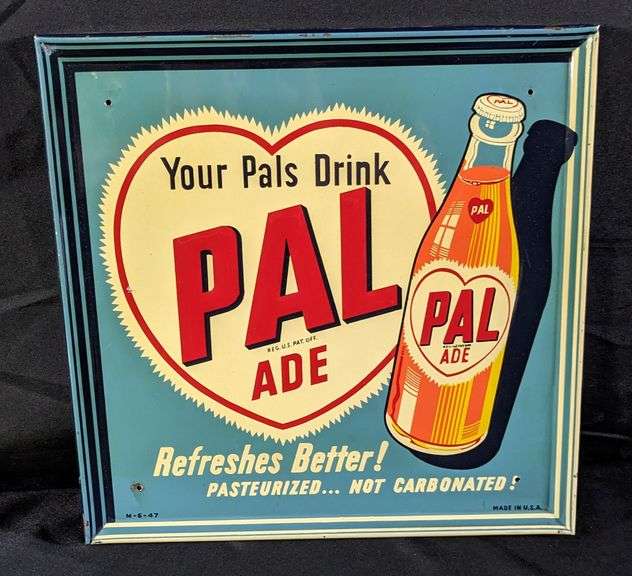 Your Pals Drink
PAL
REG. U.S. PAT. OFF.
ADE
PAL
PAL
PAL
ADE
Refreshes Better!
PASTEURIZED... NOT CARBONATED!
M-6-47
MADE IN U.S.A.